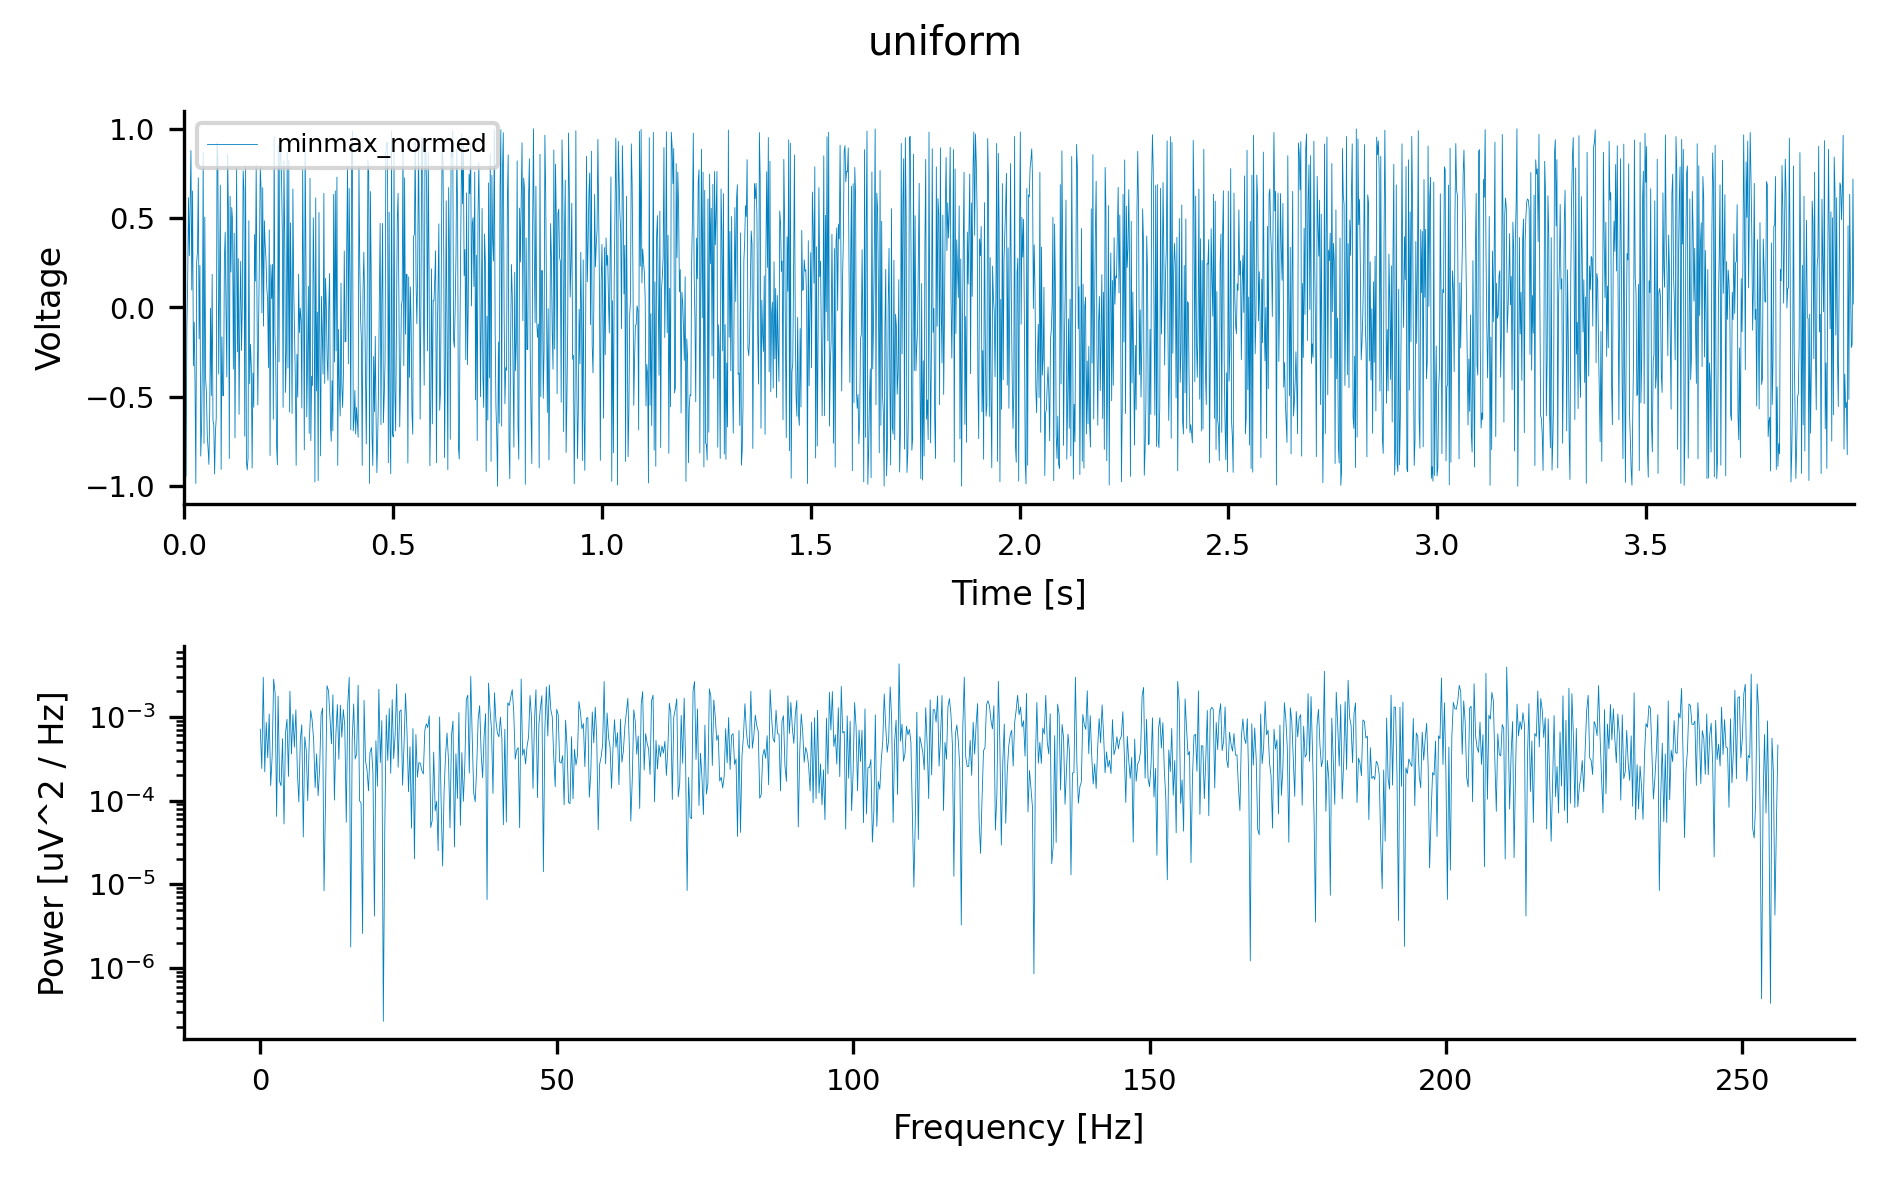 uniform
minmax_normed
1.0
0.5
0.0
−0.5
−1.0
Voltage
0.0 0.5 1.0 1.5 2.0 2.5 3.0 3.5
Time [s]
10⁻³
10⁻⁴
10⁻⁵
10⁻⁶
Power [uV^2 / Hz]
0 50 100 150 200 250
Frequency [Hz]